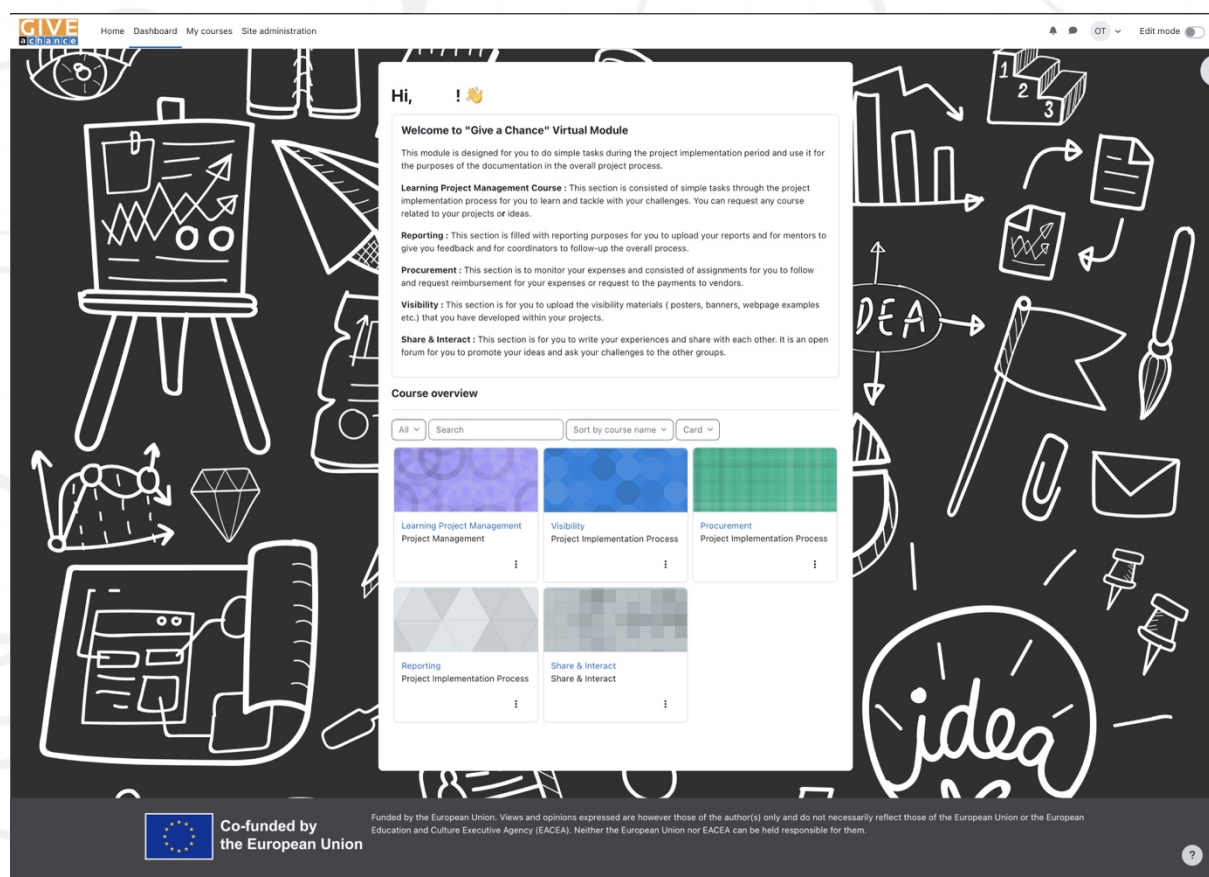 GIVE
a chance
Home Dashboard My courses Site administration
OT
Edit mode
Hi, ! 👋
Welcome to "Give a Chance" Virtual Module
This module is designed for you to do simple tasks during the project implementation period and use it for
the purposes of the documentation in the overall project process.
Learning Project Management Course : This section is consisted of simple tasks through the project
implementation process for you to learn and tackle with your challenges. You can request any course
related to your projects or ideas.
Reporting : This section is filled with reporting purposes for you to upload your reports and for mentors to
give you feedback and for coordinators to follow-up the overall process.
Procurement : This section is to monitor your expenses and consisted of assignments for you to follow
and request reimbursement for your expenses or request to the payments to vendors.
Visibility : This section is for you to upload the visibility materials ( posters, banners, webpage examples
etc.) that you have developed within your projects.
Share & Interact : This section is for you to write your experiences and share with each other. It is an open
forum for you to promote your ideas and ask your challenges to the other groups.
Course overview
All Search Sort by course name Card
Learning Project Management
Project Management
Visibility
Project Implementation Process
Procurement
Project Implementation Process
Reporting
Project Implementation Process
Share & Interact
Share & Interact
1
2
3
IDEA
idea
Co-funded by
the European Union
Funded by the European Union. Views and opinions expressed are however those of the author(s) only and do not necessarily reflect those of the European Union or the European
Education and Culture Executive Agency (EACEA). Neither the European Union nor EACEA can be held responsible for them.
?